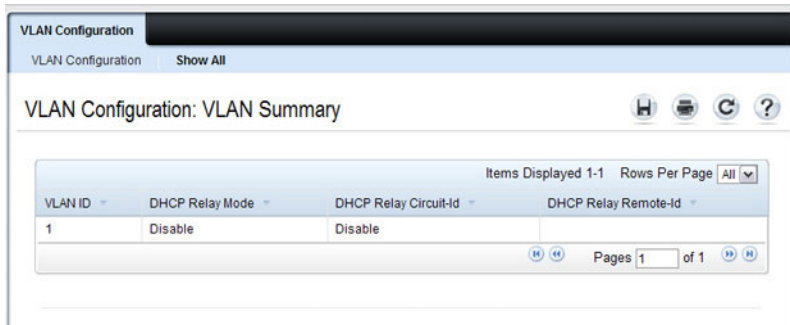 VLAN Configuration
VLAN Configuration Show All
VLAN Configuration: VLAN Summary
Items Displayed 1-1 Rows Per Page All
VLAN ID DHCP Relay Mode DHCP Relay Circuit-Id DHCP Relay Remote-Id
1 Disable Disable
Pages 1 of 1